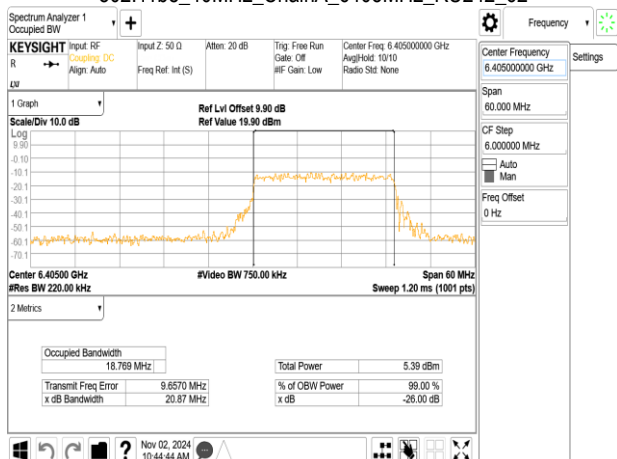 Spectrum Analyzer 1
Occupied BW
+
Frequency
KEYSIGHT
R
Input: RF
Coupling: DC
Align: Auto
Input Z: 50 Ω
Freq Ref: Int (S)
Atten: 20 dB
Trig: Free Run
Gate: Off
#IF Gain: Low
Center Freq: 6.405000000 GHz
Avg|Hold: 10/10
Radio Std: None
Center Frequency
6.405000000 GHz
Settings
Span
60.000 MHz
CF Step
6.000000 MHz
Auto
Man
Freq Offset
0 Hz
1 Graph
Scale/Div 10.0 dB
Ref Lvl Offset 9.90 dB
Ref Value 19.90 dBm
Log
9.90
-0.10
-10.1
-20.1
-30.1
-40.1
-50.1
-60.1
-70.1
Center 6.40500 GHz
#Video BW 750.00 kHz
Span 60 MHz
#Res BW 220.00 kHz
Sweep 1.20 ms (1001 pts)
2 Metrics
Occupied Bandwidth
18.769 MHz
Total Power 5.39 dBm
Transmit Freq Error 9.6570 MHz
% of OBW Power 99.00 %
x dB Bandwidth 20.87 MHz
x dB -26.00 dB
?
Nov 02, 2024
10:44:44 AM